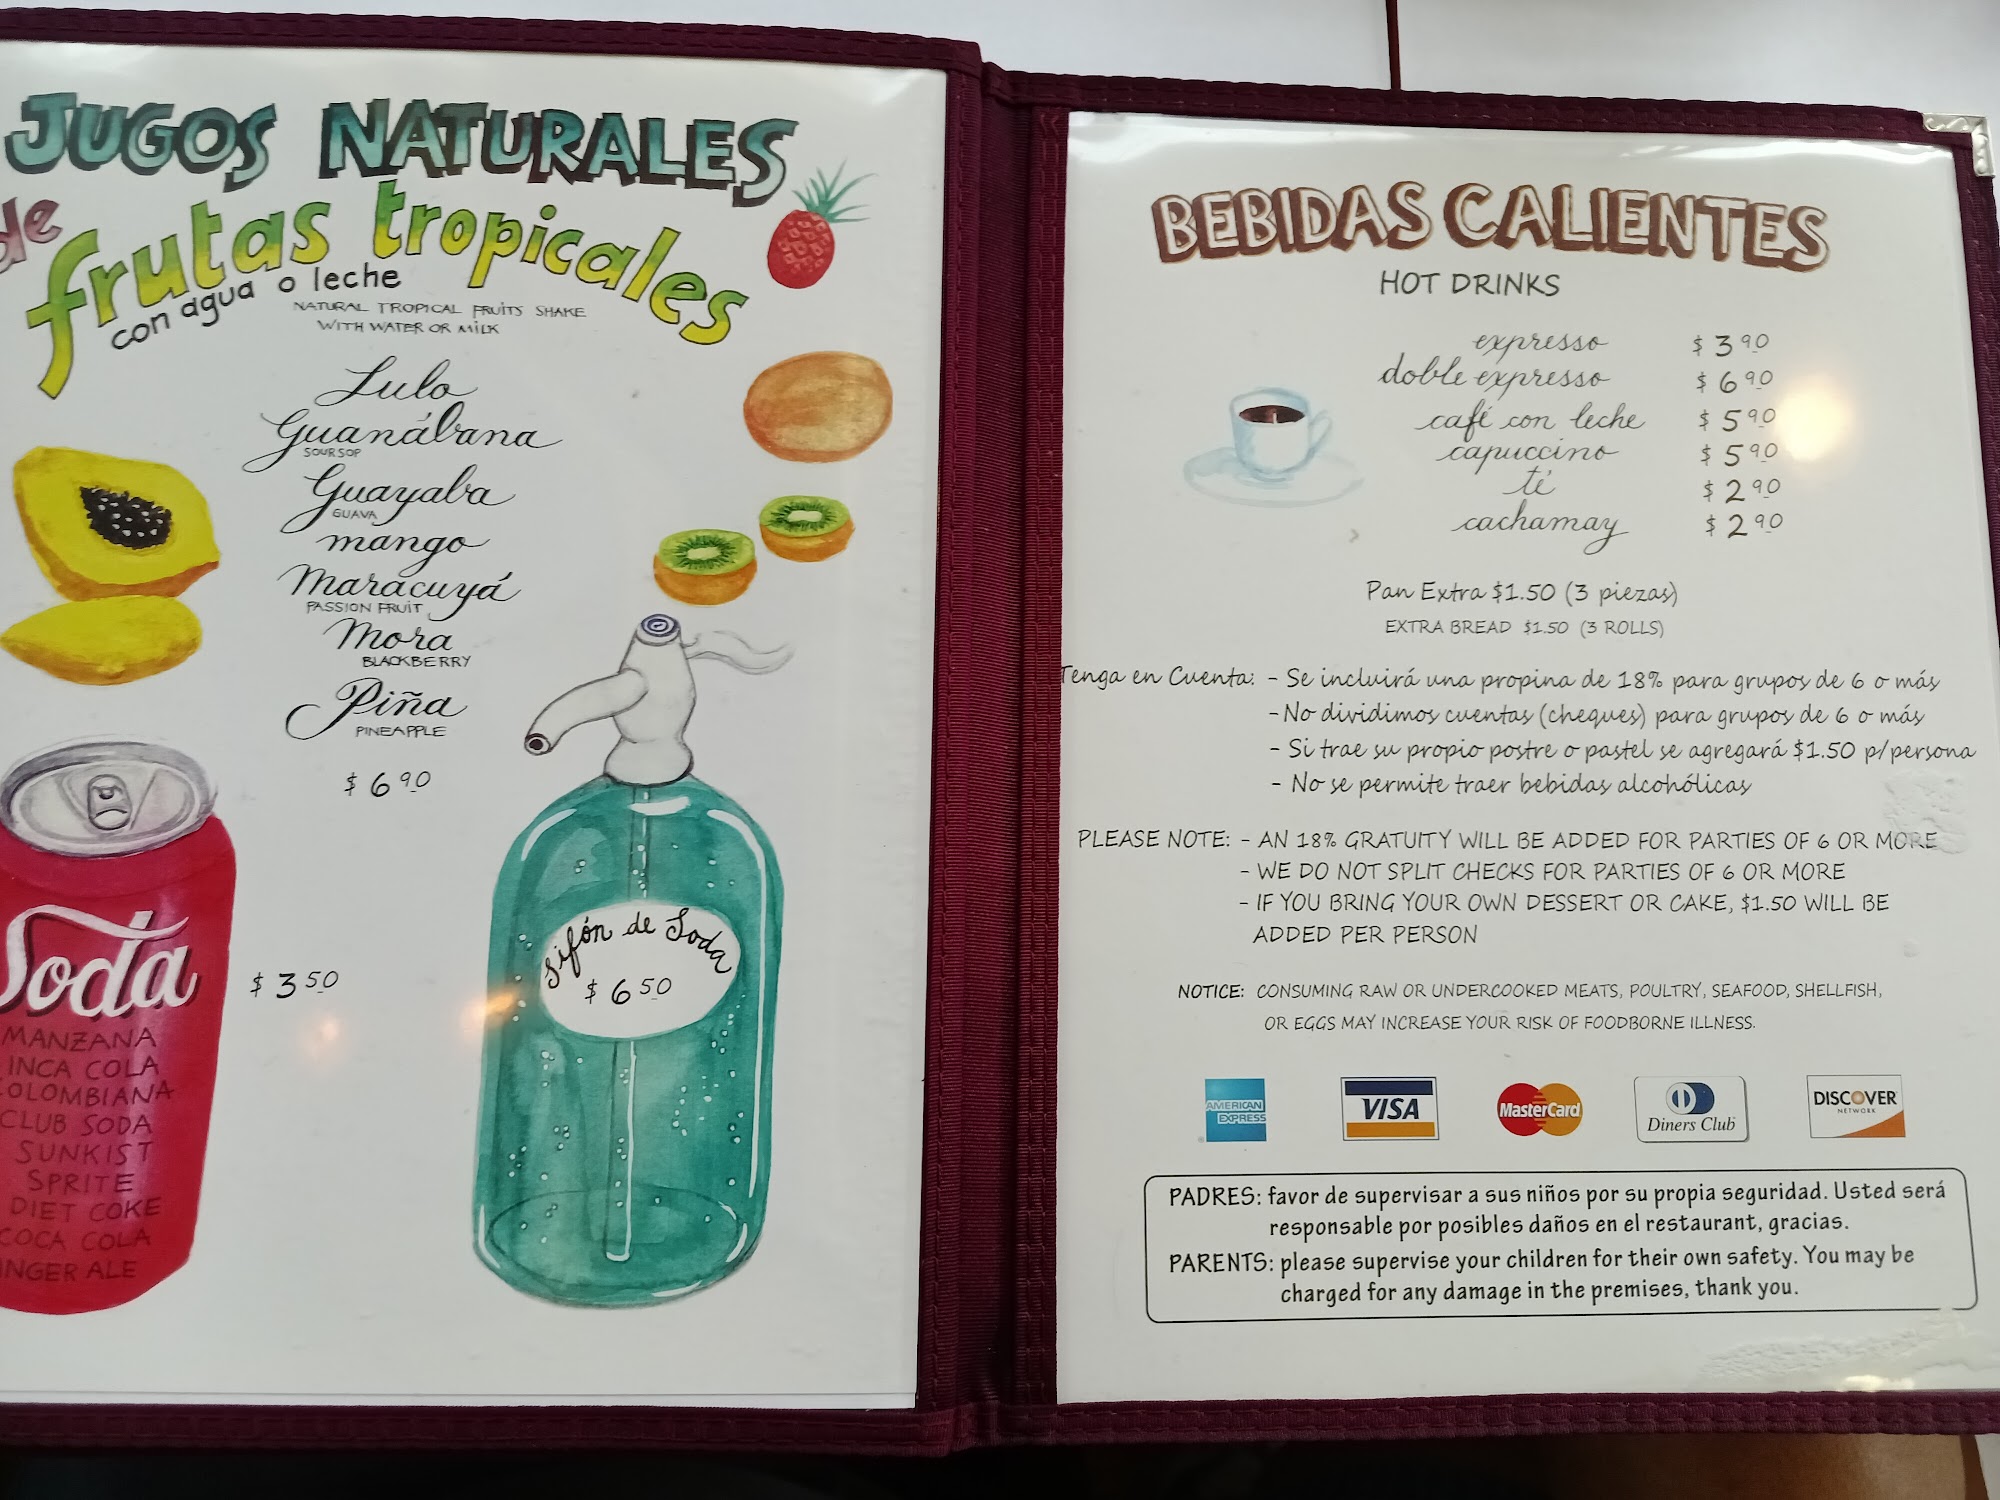 JUGOS NATURALES
de frutas tropicales
con agua o leche
NATURAL TROPICAL FRUITS SHAKE
WITH WATER OR MILK
Lulo
Guanábana
SOURSOP
Guayaba
GUAVA
mango
Maracuyá
PASSION FRUIT
Mora
BLACKBERRY
Piña
PINEAPPLE
$ 6 90
Soda
$ 3 50
MANZANA
INCA COLA
COLOMBIANA
CLUB SODA
SUNKIST
SPRITE
DIET COKE
COCA COLA
INGER ALE
Sifón de Soda
$ 6 50
BEBIDAS CALIENTES
HOT DRINKS
expresso $ 3 90
doble expresso $ 6 90
café con leche $ 5 90
capuccino $ 5 90
té $ 2 90
cachamay $ 2 90
Pan Extra $1.50 (3 piezas)
EXTRA BREAD $1.50 (3 ROLLS)
Tenga en Cuenta: - Se incluirá una propina de 18% para grupos de 6 o más
- No dividimos cuentas (cheques) para grupos de 6 o más
- Si trae su propio postre o pastel se agregará $1.50 p/persona
- No se permite traer bebidas alcohólicas
PLEASE NOTE: - AN 18% GRATUITY WILL BE ADDED FOR PARTIES OF 6 OR MORE
- WE DO NOT SPLIT CHECKS FOR PARTIES OF 6 OR MORE
- IF YOU BRING YOUR OWN DESSERT OR CAKE, $1.50 WILL BE
ADDED PER PERSON
NOTICE: CONSUMING RAW OR UNDERCOOKED MEATS, POULTRY, SEAFOOD, SHELLFISH,
OR EGGS MAY INCREASE YOUR RISK OF FOODBORNE ILLNESS.
AMERICAN EXPRESS
VISA
MasterCard
Diners Club
DISCOVER
NETWORK
PADRES: favor de supervisar a sus niños por su propia seguridad. Usted será
responsable por posibles daños en el restaurant, gracias.
PARENTS: please supervise your children for their own safety. You may be
charged for any damage in the premises, thank you.